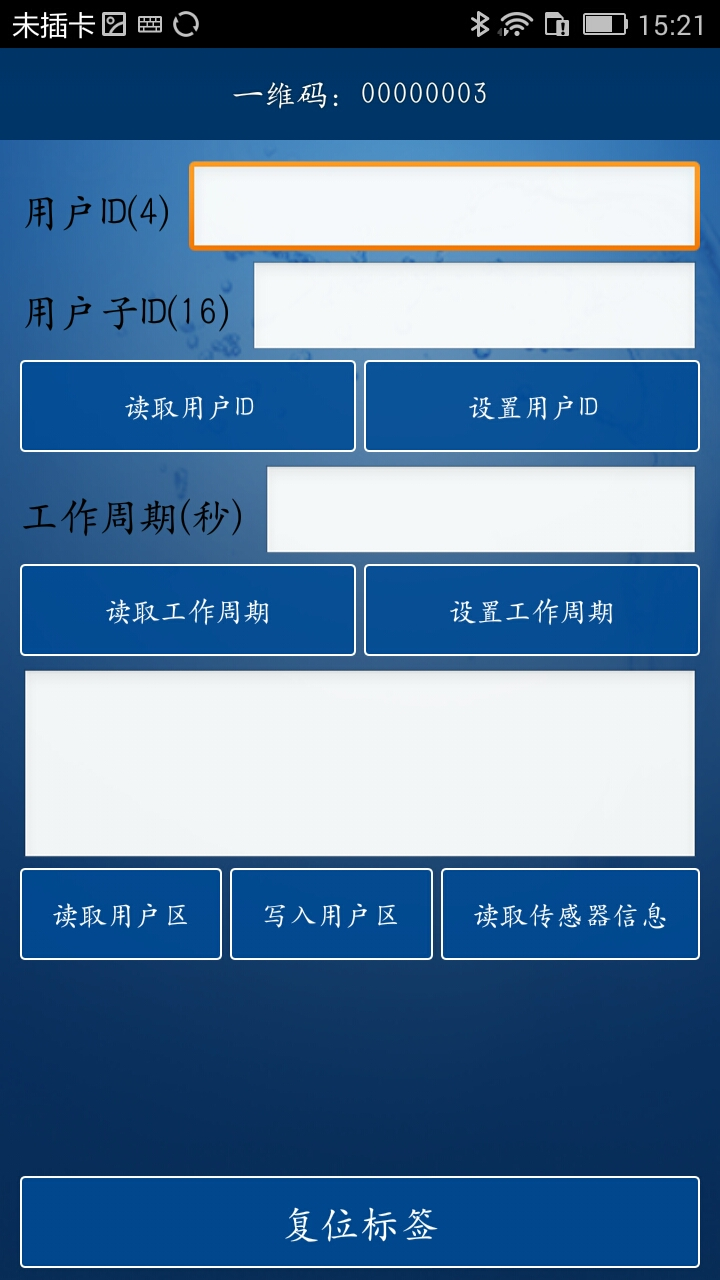 未插卡 15:21
一维码：00000003
用户ID(4)
用户子ID(16)
读取用户ID 设置用户ID
工作周期(秒)
读取工作周期 设置工作周期
读取用户区 写入用户区 读取传感器信息
复位标签